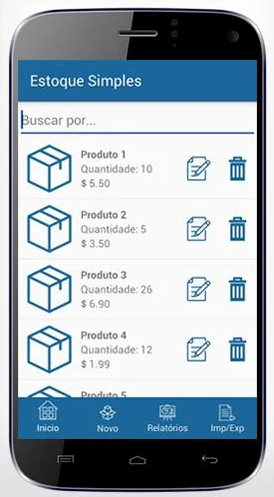 Estoque Simples
Buscar por...
Produto 1
Quantidade: 10
$ 5.50
Produto 2
Quantidade: 5
$ 3.50
Produto 3
Quantidade: 26
$ 6.90
Produto 4
Quantidade: 12
$ 1.99
Produto 5
Inicio Novo Relatórios Imp/Exp